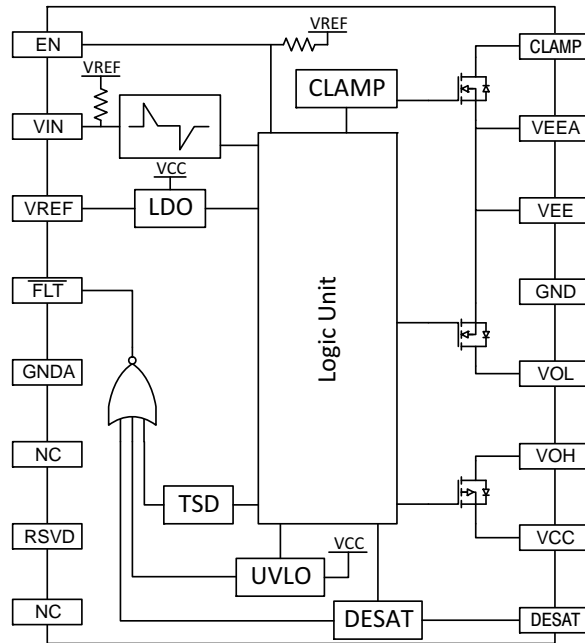 EN
VREF
CLAMP
VREF
CLAMP
VIN
VEEA
VCC
VREF
LDO
VEE
FLT
GND
Logic Unit
GNDA
VOL
NC
VOH
TSD
RSVD
VCC
VCC
UVLO
NC
DESAT
DESAT